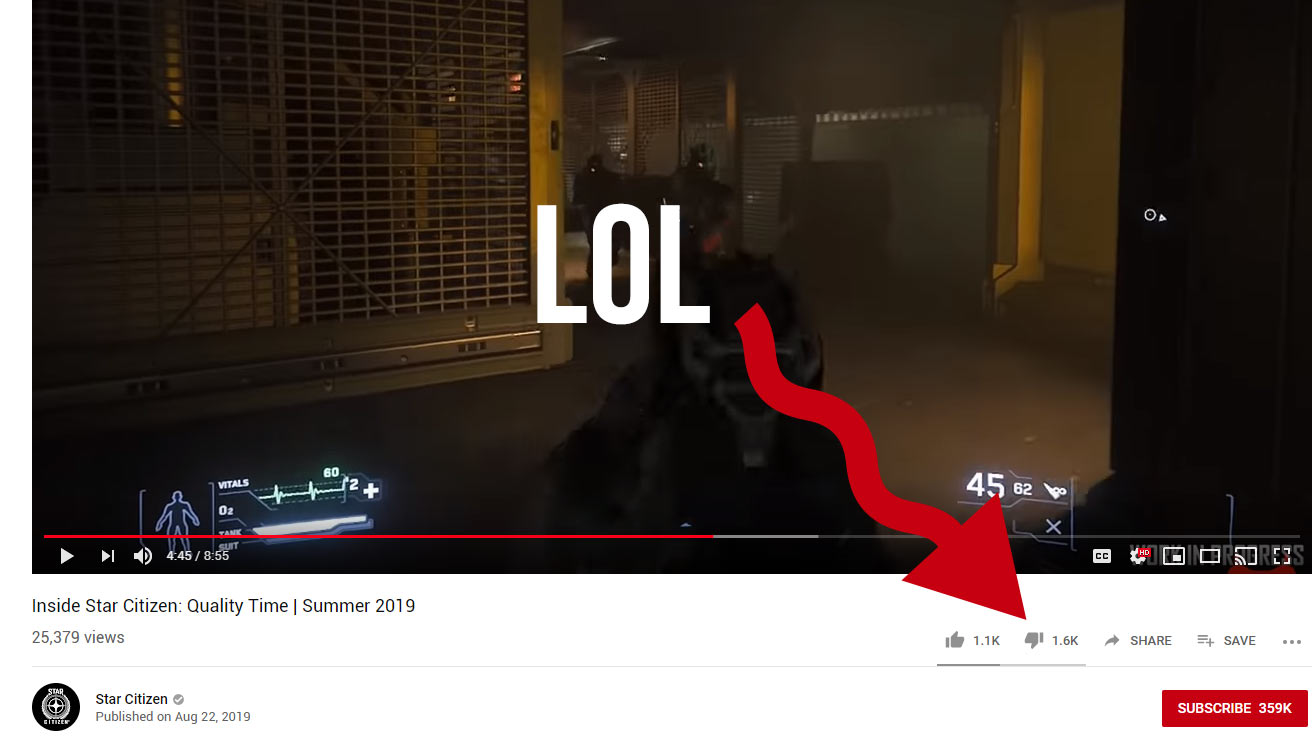 LOL
VITALS
60
2
O2
TANK
SUIT
45 62
4:45 / 8:55
CC
HD
WORK IN PROGRESS
Inside Star Citizen: Quality Time | Summer 2019
25,379 views
1.1K 1.6K SHARE SAVE
STAR
CITIZEN
Star Citizen
Published on Aug 22, 2019
SUBSCRIBE 359K